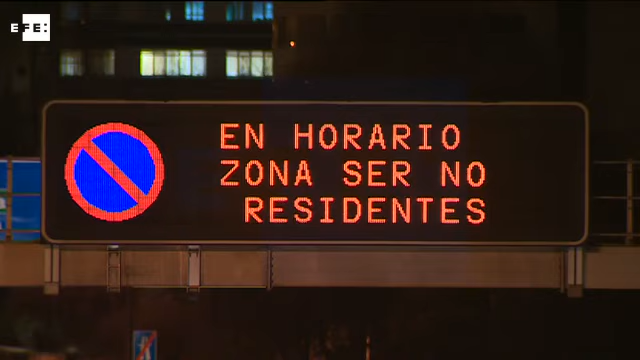 EFE:
EN HORARIO
ZONA SER NO
RESIDENTES